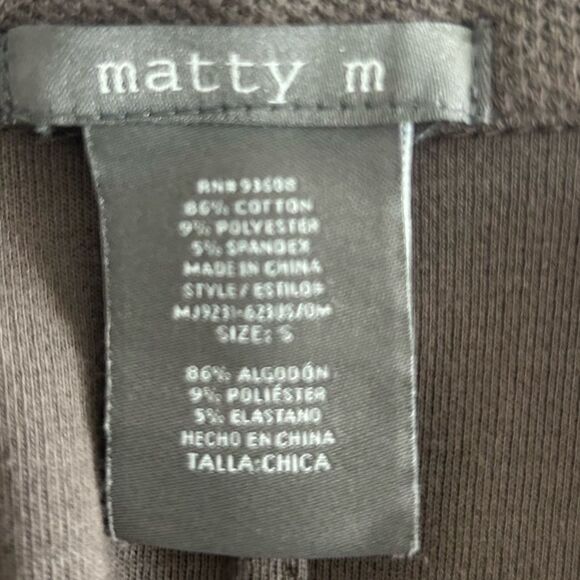 matty m
RN# 93608
86% COTTON
9% POLYESTER
5% SPANDEX
MADE IN CHINA
STYLE/ESTILO#
SIZE: S
86% ALGODÓN
9% POLIÉSTER
5% ELASTANO
HECHO EN CHINA
TALLA:CHICA